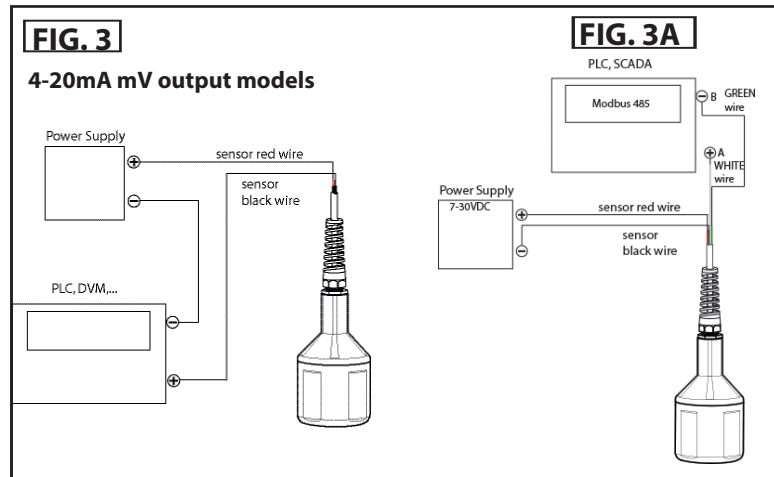 FIG. 3
4-20mA mV output models
Power Supply
sensor red wire
sensor
black wire
PLC, DVM,...
FIG. 3A
PLC, SCADA
Modbus 485
B GREEN
wire
A
WHITE
wire
Power Supply
7-30VDC
sensor red wire
sensor
black wire